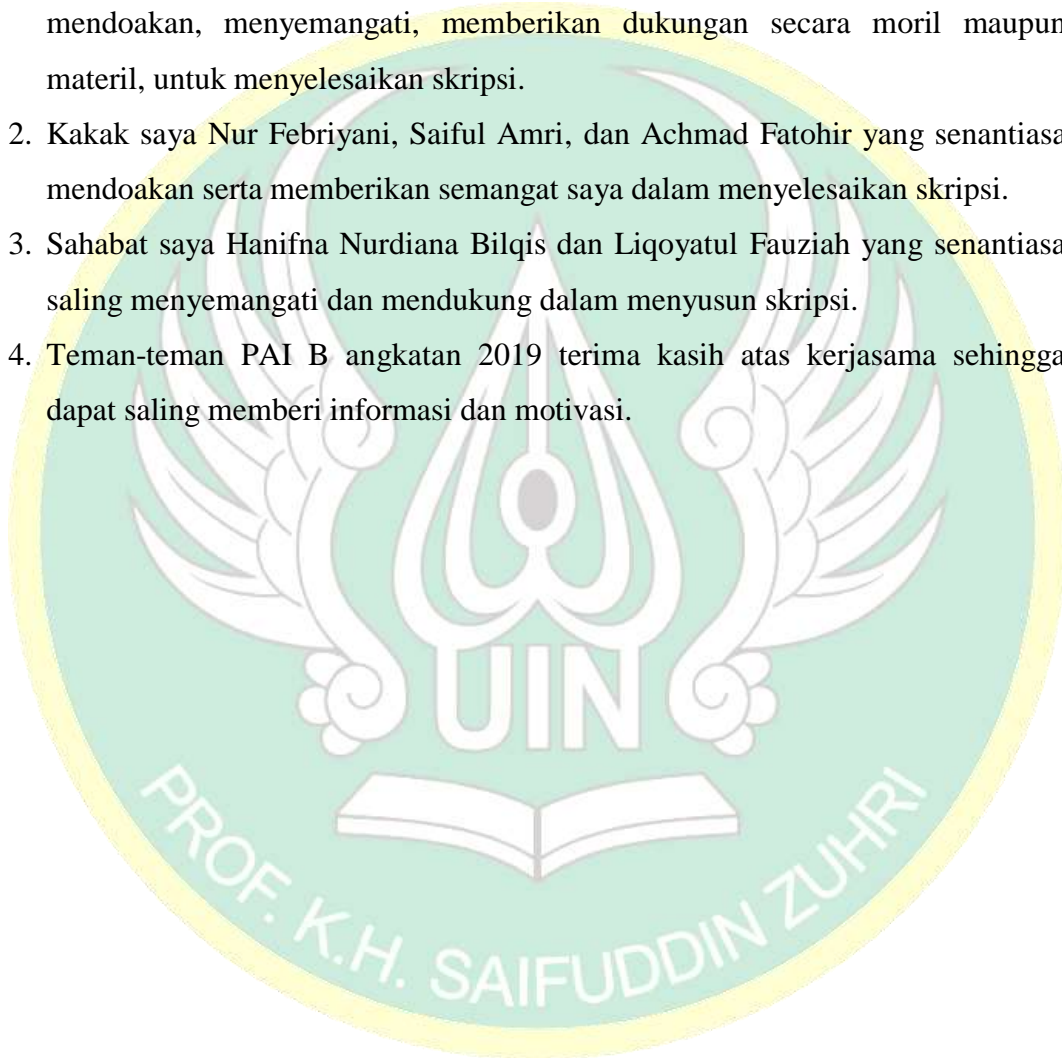 mendoakan, menyemangati, memberikan dukungan secara moril maupun
materil, untuk menyelesaikan skripsi.
2. Kakak saya Nur Febriyani, Saiful Amri, dan Achmad Fatohir yang senantiasa
mendoakan serta memberikan semangat saya dalam menyelesaikan skripsi.
3. Sahabat saya Hanifna Nurdiana Bilqis dan Liqoyatul Fauziah yang senantiasa
saling menyemangati dan mendukung dalam menyusun skripsi.
4. Teman-teman PAI B angkatan 2019 terima kasih atas kerjasama sehingga
dapat saling memberi informasi dan motivasi.
UIN
PROF. K.H. SAIFUDDIN ZUHRI